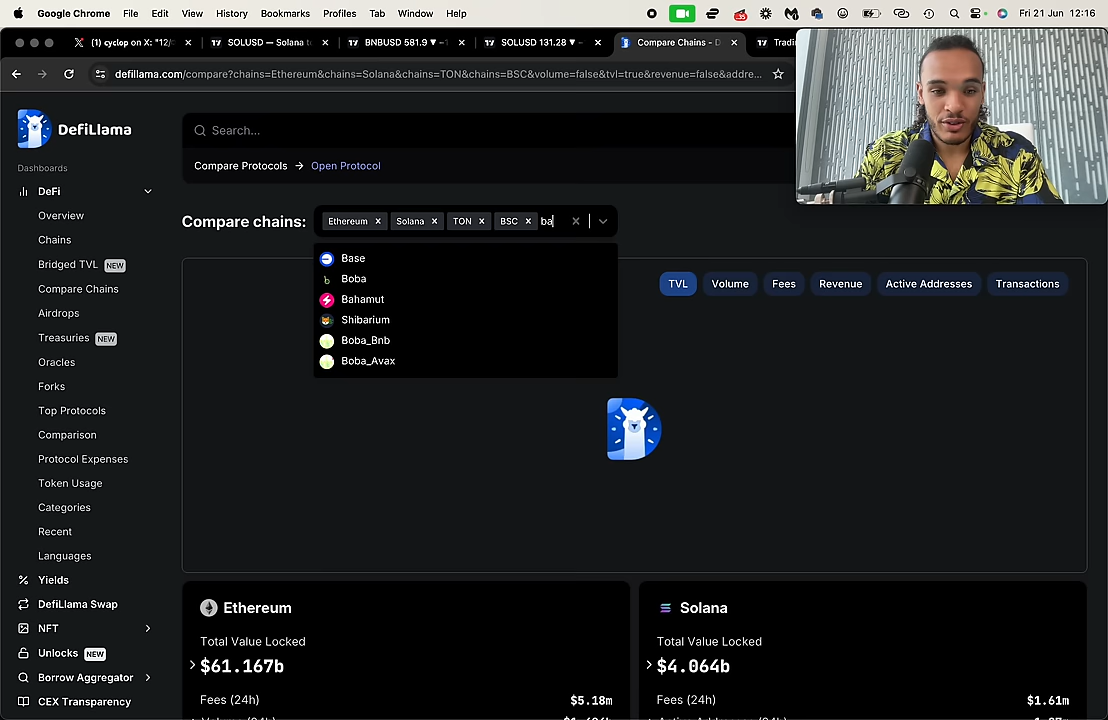 Google Chrome File Edit View History Bookmarks Profiles Tab Window Help Fri 21 Jun 12:16
(1) cyclop on X: "12/ SOLUSD — Solana t BNBUSD 581.9 ▼ −1 SOLUSD 131.28 ▼ − Compare Chains - D Tradi
defillama.com/compare?chains=Ethereum&chains=Solana&chains=TON&chains=BSC&volume=false&tvl=true&revenue=false&addre...
DefiLlama
Search...
Compare Protocols → Open Protocol
Dashboards
DeFi
Overview
Chains
Bridged TVL NEW
Compare Chains
Airdrops
Treasuries NEW
Oracles
Forks
Top Protocols
Comparison
Protocol Expenses
Token Usage
Categories
Recent
Languages
Yields
DefiLlama Swap
NFT
Unlocks NEW
Borrow Aggregator
CEX Transparency
Compare chains: Ethereum Solana TON BSC ba
Base
Boba
Bahamut
Shibarium
Boba_Bnb
Boba_Avax
TVL Volume Fees Revenue Active Addresses Transactions
Ethereum
Total Value Locked
$61.167b
Fees (24h) $5.18m
Solana
Total Value Locked
$4.064b
Fees (24h) $1.61m